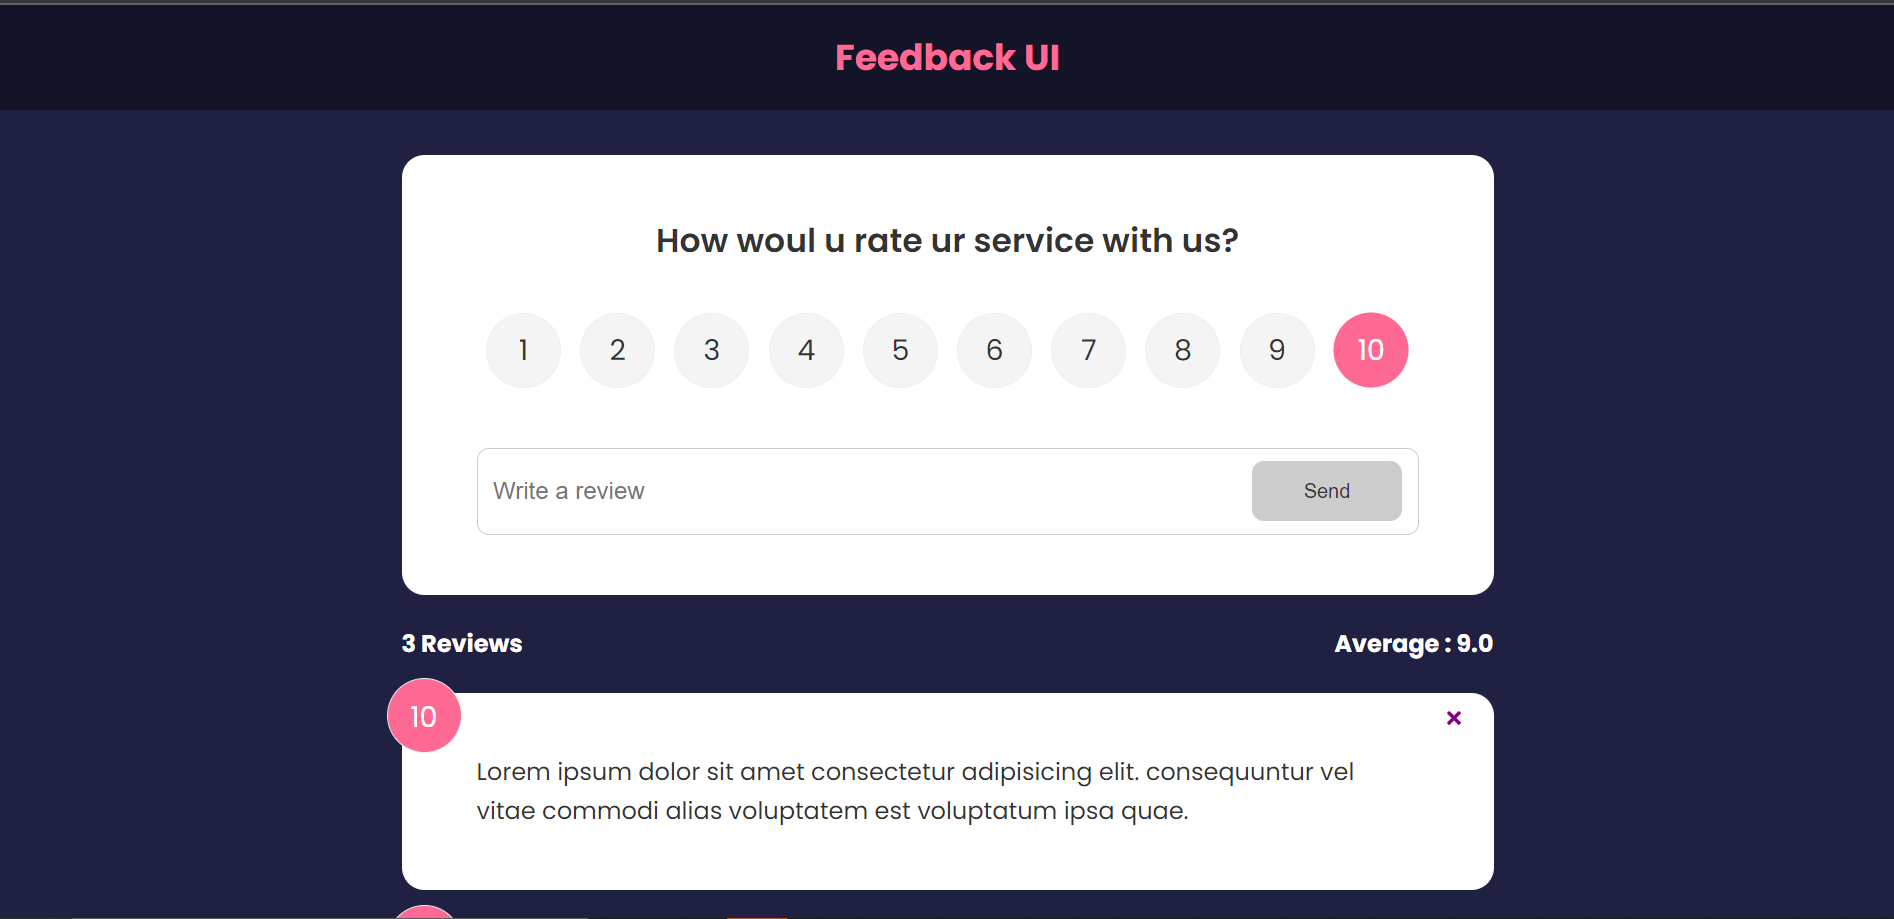 Feedback UI
How woul u rate ur service with us?
1 2 3 4 5 6 7 8 9 10
Write a review
Send
3 Reviews
Average : 9.0
10
Lorem ipsum dolor sit amet consectetur adipisicing elit. consequuntur vel
vitae commodi alias voluptatem est voluptatum ipsa quae.